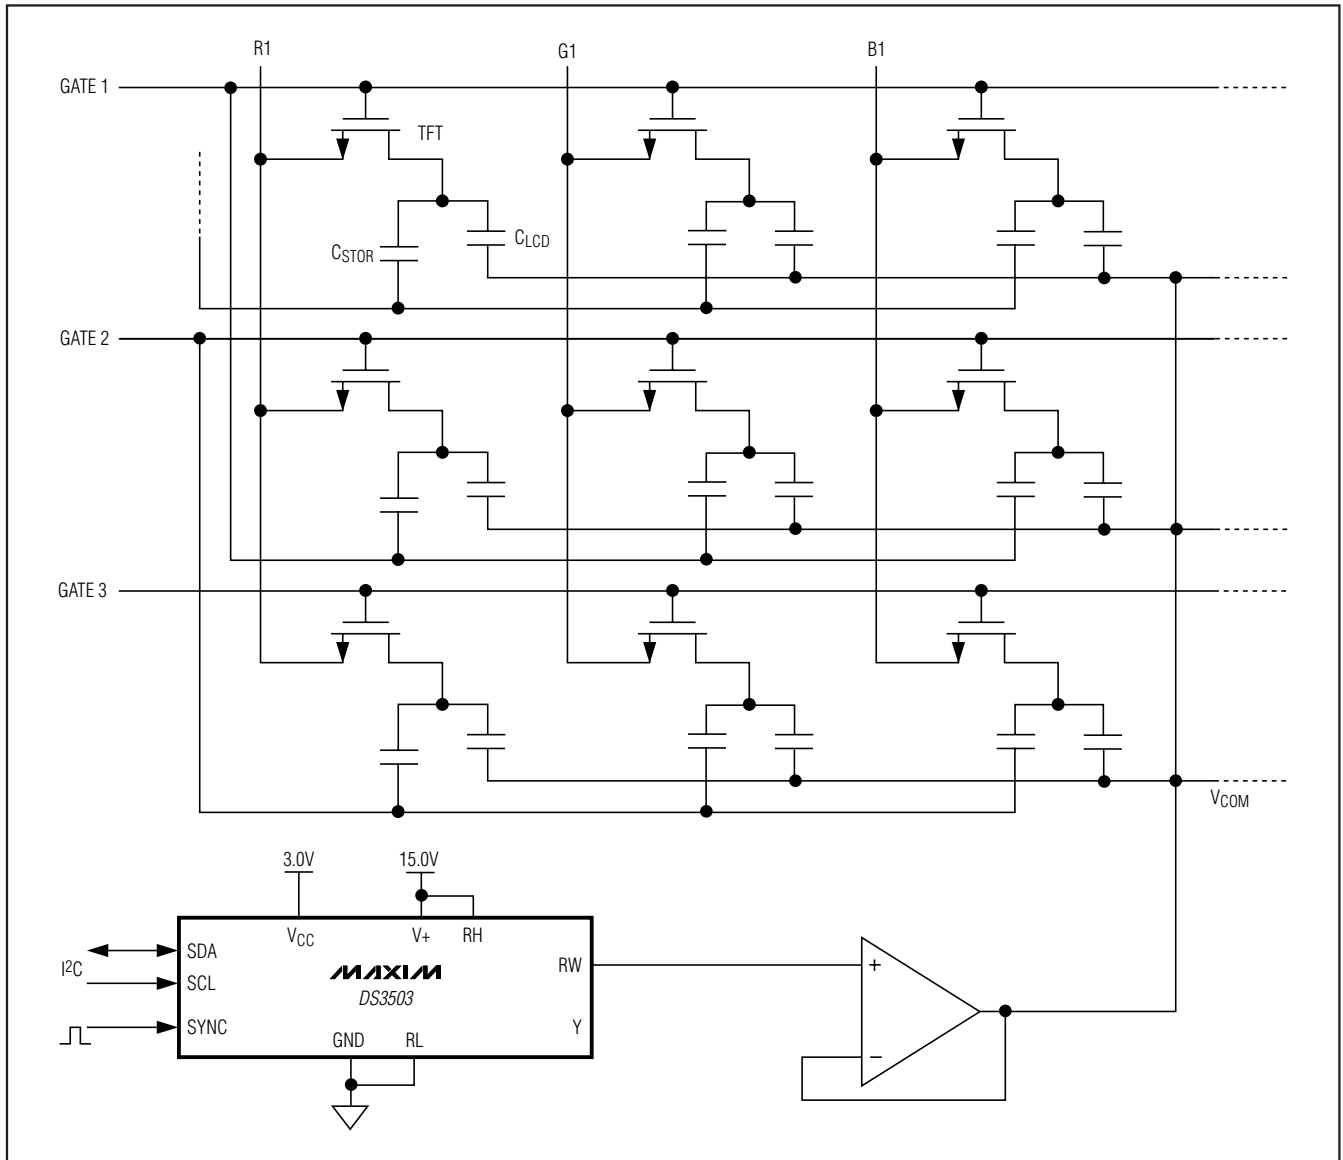 R1
G1
B1
GATE 1
TFT
CSTOR
CLCD
GATE 2
GATE 3
VCOM
3.0V
15.0V
VCC
V+
RH
I2C
SDA
SCL
SYNC
MAXIM
DS3503
RW
Y
GND
RL
+
−